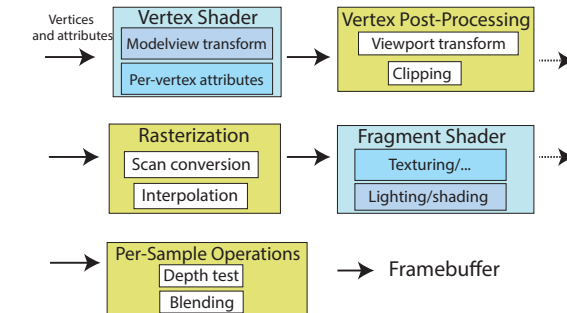 Vertices
and attributes
Vertex Shader
Modelview transform
Per-vertex attributes
Vertex Post-Processing
Viewport transform
Clipping
Rasterization
Scan conversion
Interpolation
Fragment Shader
Texturing/...
Lighting/shading
Per-Sample Operations
Depth test
Blending
Framebuffer